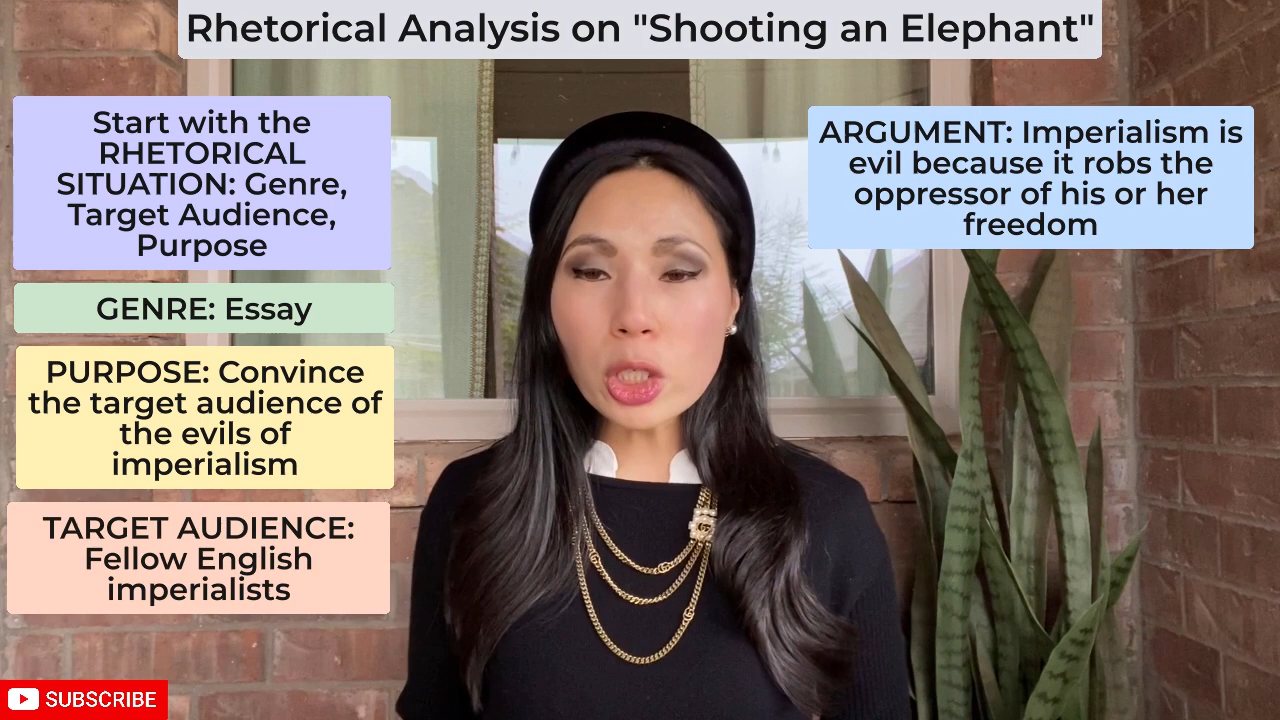 Rhetorical Analysis on "Shooting an Elephant"
Start with the
RHETORICAL
SITUATION: Genre,
Target Audience,
Purpose
GENRE: Essay
PURPOSE: Convince
the target audience of
the evils of
imperialism
TARGET AUDIENCE:
Fellow English
imperialists
ARGUMENT: Imperialism is
evil because it robs the
oppressor of his or her
freedom
SUBSCRIBE